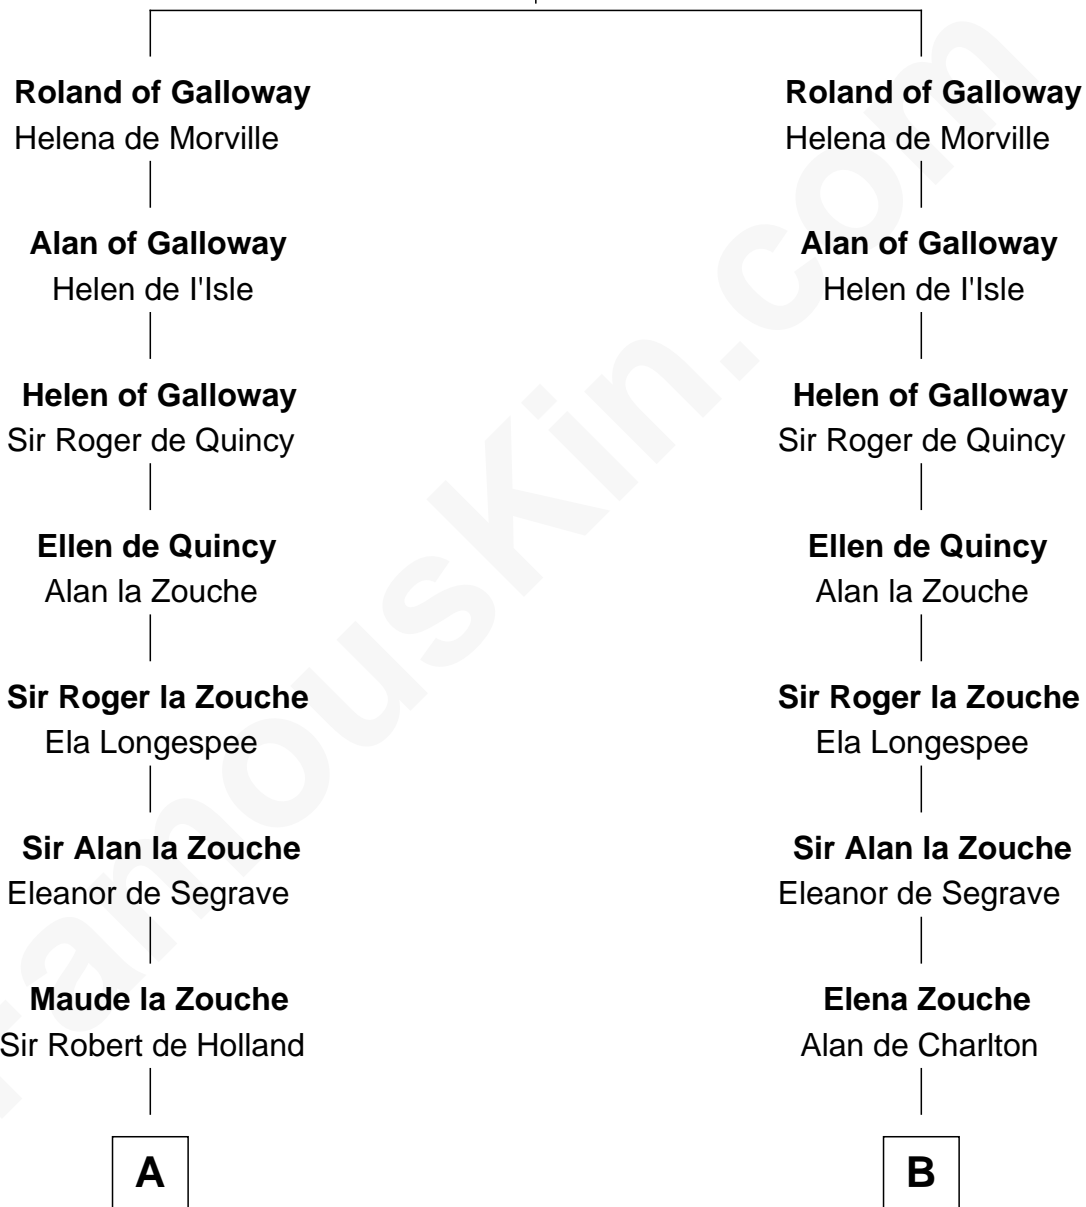 Roland of Galloway
Helena de Morville
Alan of Galloway
Helen de I'Isle
Helen of Galloway
Sir Roger de Quincy
Ellen de Quincy
Alan la Zouche
Sir Roger la Zouche
Ela Longespee
Sir Alan la Zouche
Eleanor de Segrave
Maude la Zouche
Sir Robert de Holland
A
Roland of Galloway
Helena de Morville
Alan of Galloway
Helen de I'Isle
Helen of Galloway
Sir Roger de Quincy
Ellen de Quincy
Alan la Zouche
Sir Roger la Zouche
Ela Longespee
Sir Alan la Zouche
Eleanor de Segrave
Elena Zouche
Alan de Charlton
B
FamousKin.com